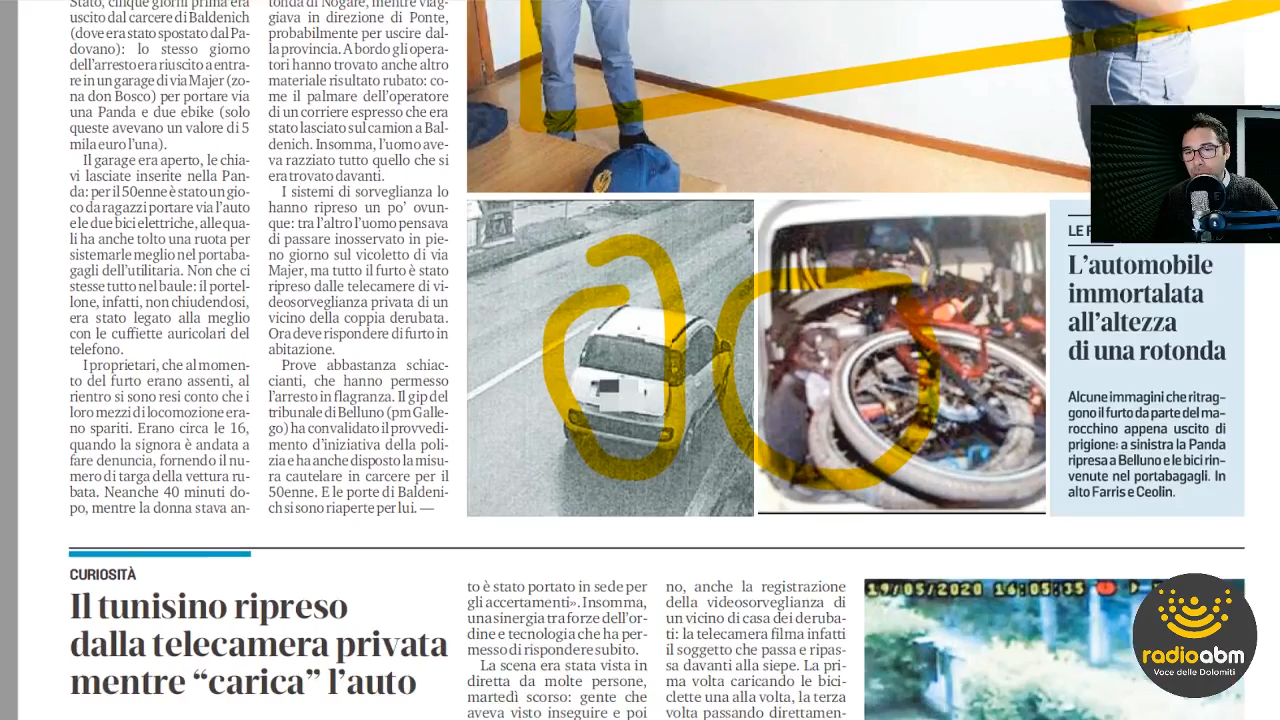 Stato, cinque giorni prima era
uscito dal carcere di Baldenich
(dove era stato spostato dal Pa-
dovano): lo stesso giorno
dell'arresto era riuscito a entra-
re in un garage di via Majer (zo-
na don Bosco) per portare via
una Panda e due ebike (solo
queste avevano un valore di 5
mila euro l'una).
Il garage era aperto, le chia-
vi lasciate inserite nella Pan-
da: per il 50enne è stato un gio-
co da ragazzi portare via l'auto
e le due bici elettriche, alle qua-
li ha anche tolto una ruota per
sistemarle meglio nel portaba-
gagli dell'utilitaria. Non che ci
stesse tutto nel baule: il portel-
lone, infatti, non chiudendosi,
era stato legato alla meglio
con le cuffiette auricolari del
telefono.
I proprietari, che al momen-
to del furto erano assenti, al
rientro si sono resi conto che i
loro mezzi di locomozione era-
no spariti. Erano circa le 16,
quando la signora è andata a
fare denuncia, fornendo il nu-
mero di targa della vettura ru-
bata. Neanche 40 minuti do-
po, mentre la donna stava an-
tonda di Nogarè, mentre viag-
giava in direzione di Ponte,
probabilmente per uscire dal-
la provincia. A bordo gli opera-
tori hanno trovato anche altro
materiale risultato rubato: co-
me il palmare dell'operatore
di un corriere espresso che era
stato lasciato sul camion a Bal-
denich. Insomma, l'uomo ave-
va razziato tutto quello che si
era trovato davanti.
I sistemi di sorveglianza lo
hanno ripreso un po' ovun-
que: tra l'altro l'uomo pensava
di passare inosservato in pie-
no giorno sul vicoletto di via
Majer, ma tutto il furto è stato
ripreso dalle telecamere di vi-
deosorveglianza privata di un
vicino della coppia derubata.
Ora deve rispondere di furto in
abitazione.
Prove abbastanza schiac-
cianti, che hanno permesso
l'arresto in flagranza. Il gip del
tribunale di Belluno (pm Galle-
go) ha convalidato il provvedi-
mento d'iniziativa della poli-
zia e ha anche disposto la misu-
ra cautelare in carcere per il
50enne. E le porte di Baldeni-
ch si sono riaperte per lui. —
LE F
L'automobile
immortalata
all'altezza
di una rotonda
Alcune immagini che ritrag-
gono il furto da parte del ma-
rocchino appena uscito di
prigione: a sinistra la Panda
ripresa a Belluno e le bici rin-
venute nel portabagagli. In
alto Farris e Ceolin.
CURIOSITÀ
Il tunisino ripreso
dalla telecamera privata
mentre “carica” l'auto
to è stato portato in sede per
gli accertamenti». Insomma,
una sinergia tra forze dell'or-
dine e tecnologia che ha per-
messo di rispondere subito.
La scena era stata vista in
diretta da molte persone,
martedì scorso: gente che
aveva visto inseguire e poi
no, anche la registrazione
della videosorveglianza di
un vicino di casa dei deruba-
ti: la telecamera filma infatti
il soggetto che passa e ripas-
sa davanti alla siepe. La pri-
ma volta caricando le bici-
clette una alla volta, la terza
volta passando direttamen-
19/05/2020 16:05:35
radioabm
Voce delle Dolomiti